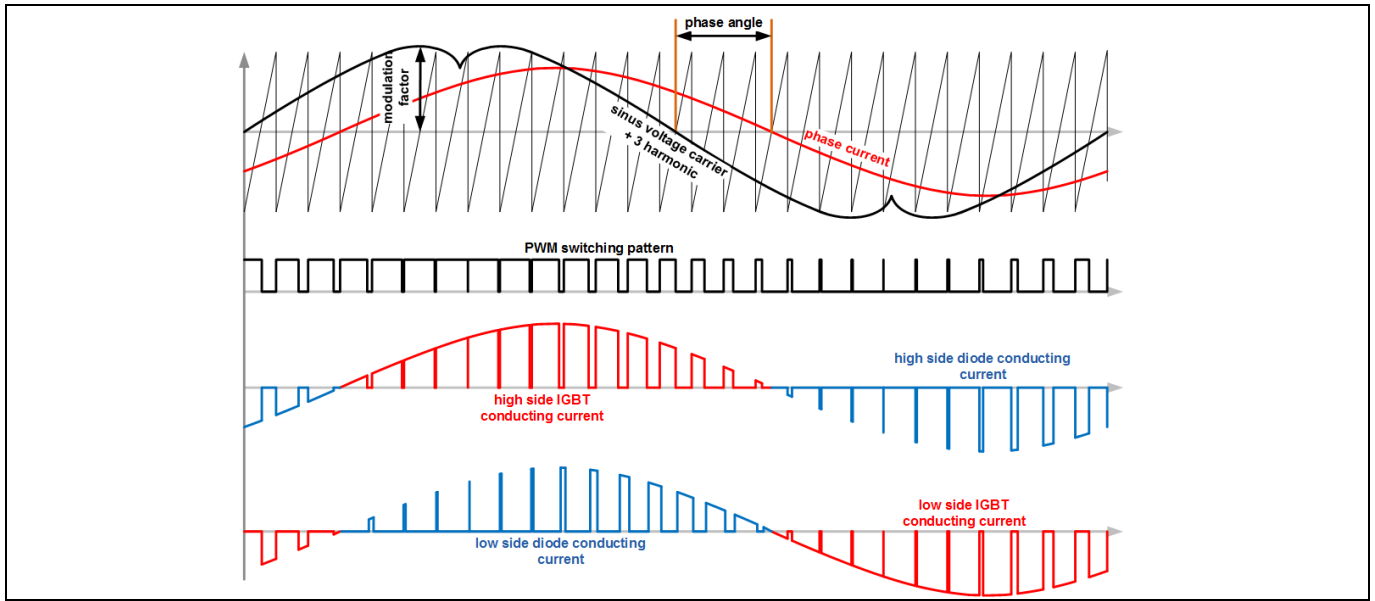 phase angle
modulation
factor
sinus voltage carrier
+ 3 harmonic
phase current
PWM switching pattern
high side diode conducting
current
high side IGBT
conducting current
low side IGBT
conducting current
low side diode conducting
current